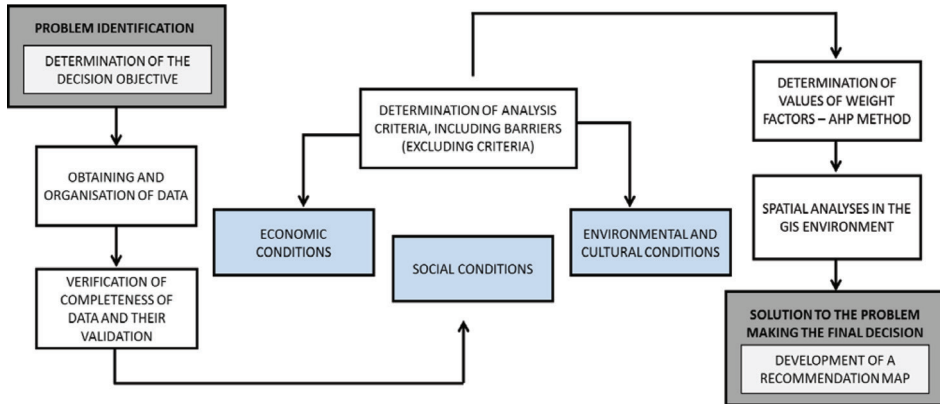 PROBLEM IDENTIFICATION
DETERMINATION OF THE
DECISION OBJECTIVE
OBTAINING AND
ORGANISATION OF DATA
VERIFICATION OF
COMPLETENESS OF
DATA AND THEIR
VALIDATION
DETERMINATION OF ANALYSIS
CRITERIA, INCLUDING BARRIERS
(EXCLUDING CRITERIA)
ECONOMIC
CONDITIONS
SOCIAL CONDITIONS
ENVIRONMENTAL AND
CULTURAL CONDITIONS
DETERMINATION OF
VALUES OF WEIGHT
FACTORS – AHP METHOD
SPATIAL ANALYSES IN THE
GIS ENVIRONMENT
SOLUTION TO THE PROBLEM
MAKING THE FINAL DECISION
DEVELOPMENT OF A
RECOMMENDATION MAP